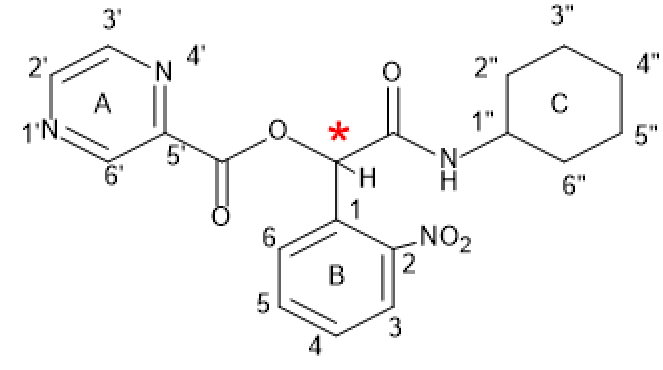 3' 3"
2' N 4' O 2" 4"
A O * C
1'N 5' 1"
6' H N H 5"
O 1 6"
6 NO2
B 2
5 3
4